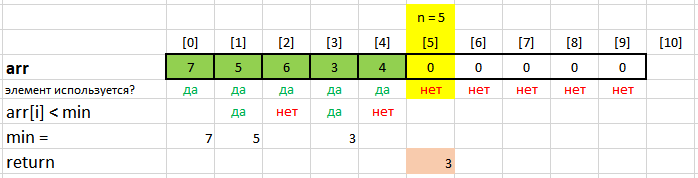 n = 5
[0] [1] [2] [3] [4] [5] [6] [7] [8] [9] [10]
arr 7 5 6 3 4 0 0 0 0 0
элемент используется? да да да да да нет нет нет нет нет
arr[i] < min да нет да нет
min = 7 5 3
return 3